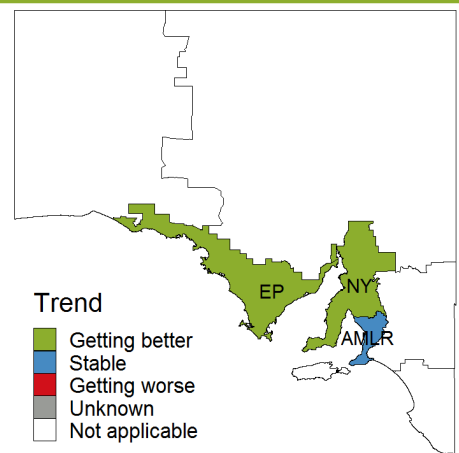 EP
NY
AMLR
Trend
Getting better
Stable
Getting worse
Unknown
Not applicable